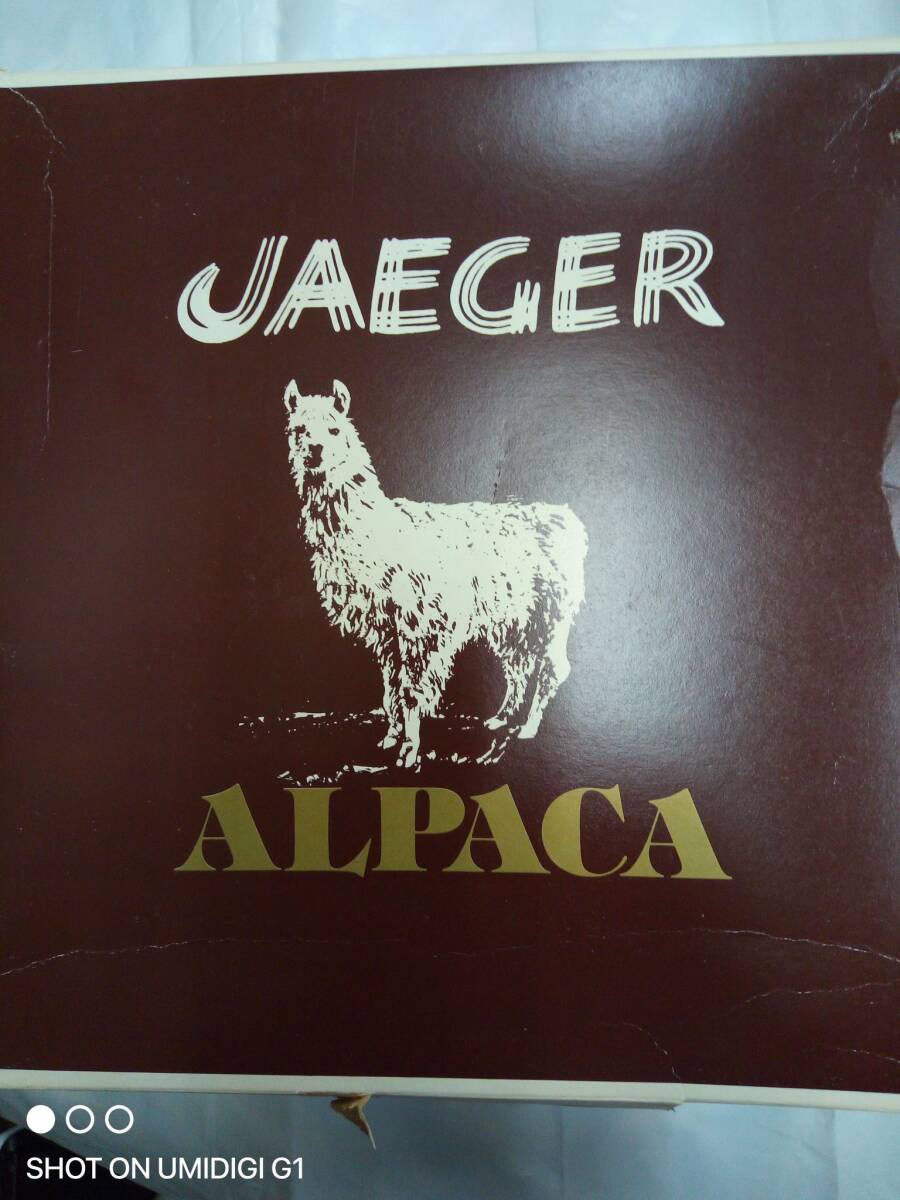 JAEGER
ALPACA
SHOT ON UMIDIGI G1